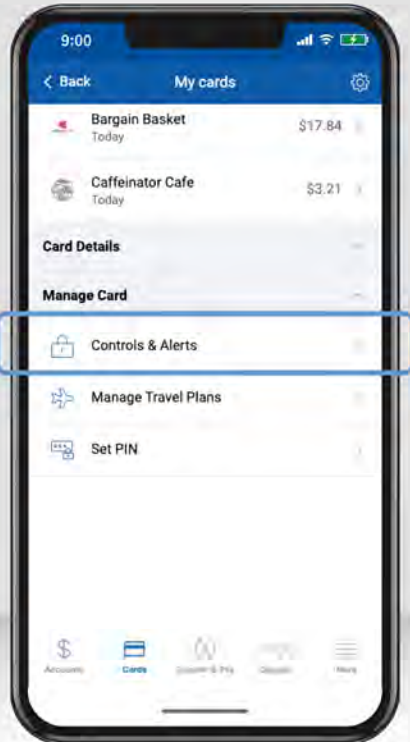 9:00
Back
My cards
Bargain Basket
$17.84
Today
Caffeinator Cafe
$3.21
Today
Card Details
Manage Card
Controls & Alerts
Manage Travel Plans
Set PIN
Accounts
Cards
More